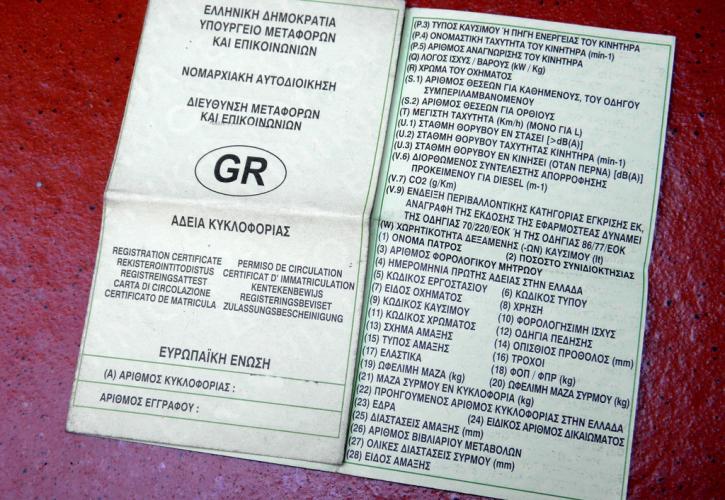 ΕΛΛΗΝΙΚΗ ΔΗΜΟΚΡΑΤΙΑ
ΥΠΟΥΡΓΕΙΟ ΜΕΤΑΦΟΡΩΝ
ΚΑΙ ΕΠΙΚΟΙΝΩΝΙΩΝ
ΝΟΜΑΡΧΙΑΚΗ ΑΥΤΟΔΙΟΙΚΗΣΗ
ΔΙΕΥΘΥΝΣΗ ΜΕΤΑΦΟΡΩΝ
ΚΑΙ ΕΠΙΚΟΙΝΩΝΙΩΝ
GR
ΑΔΕΙΑ ΚΥΚΛΟΦΟΡΙΑΣ
REGISTRATION CERTIFICATE PERMISO DE CIRCULATION
REKISTEROINTITODISTUS CERTIFICAT D' IMMATRICULATION
REGISTREINGSATTEST KENTEKENBEWIJS
CARTA DI CIRCOLAZIONE REGISTERINGSBEVISET
CERTIFICATO DE MATRICULA ZULASSUNGSBESCHEINIGUNG
ΕΥΡΩΠΑΪΚΗ ΕΝΩΣΗ
(A) ΑΡΙΘΜΟΣ ΚΥΚΛΟΦΟΡΙΑΣ :
ΑΡΙΘΜΟΣ ΕΓΓΡΑΦΟΥ :
(P.3) ΤΥΠΟΣ ΚΑΥΣΙΜΟΥ Ή ΠΗΓΗ ΕΝΕΡΓΕΙΑΣ ΤΟΥ ΚΙΝΗΤΗΡΑ
(P.4) ΟΝΟΜΑΣΤΙΚΗ ΤΑΧΥΤΗΤΑ ΤΟΥ ΚΙΝΗΤΗΡΑ (min-1)
(P.5) ΑΡΙΘΜΟΣ ΑΝΑΓΝΩΡΙΣΗΣ ΤΟΥ ΚΙΝΗΤΗΡΑ
(Q) ΛΟΓΟΣ ΙΣΧΥΣ / ΒΑΡΟΥΣ (kW / Kg)
(R) ΧΡΩΜΑ ΤΟΥ ΟΧΗΜΑΤΟΣ
(S.1) ΑΡΙΘΜΟΣ ΘΕΣΕΩΝ ΓΙΑ ΚΑΘΗΜΕΝΟΥΣ, ΤΟΥ ΟΔΗΓΟΥ
ΣΥΜΠΕΡΙΛΑΜΒΑΝΟΜΕΝΟΥ
(S.2) ΑΡΙΘΜΟΣ ΘΕΣΕΩΝ ΓΙΑ ΟΡΘΙΟΥΣ
(T) ΜΕΓΙΣΤΗ ΤΑΧΥΤΗΤΑ (Km/h) (ΜΟΝΟ ΓΙΑ L)
(U.1) ΣΤΑΘΜΗ ΘΟΡΥΒΟΥ ΕΝ ΣΤΑΣΕΙ [>dB(A)]
(U.2) ΣΤΑΘΜΗ ΘΟΡΥΒΟΥ ΤΑΧΥΤΗΤΑΣ ΚΙΝΗΤΗΡΑ (min-1)
(U.3) ΣΤΑΘΜΗ ΘΟΡΥΒΟΥ ΕΝ ΚΙΝΗΣΕΙ (ΟΤΑΝ ΠΕΡΝΑ) [dB(A)]
(V.6) ΔΙΟΡΘΩΜΕΝΟΣ ΣΥΝΤΕΛΕΣΤΗΣ ΑΠΟΡΡΟΦΗΣΗΣ
ΠΡΟΚΕΙΜΕΝΟΥ ΓΙΑ DIESEL (m-1)
(V.7) CO2 (g/Km)
(V.9) ΕΝΔΕΙΞΗ ΠΕΡΙΒΑΛΛΟΝΤΙΚΗΣ ΚΑΤΗΓΟΡΙΑΣ ΕΓΚΡΙΣΗΣ ΕΚ,
ΑΝΑΓΡΑΦΗ ΤΗΣ ΕΚΔΟΣΗΣ ΤΗΣ ΕΦΑΡΜΟΣΤΕΑΣ ΔΥΝΑΜΕΙ
ΤΗΣ ΟΔΗΓΙΑΣ 70/220/ΕΟΚ Ή ΤΗΣ ΟΔΗΓΙΑΣ 86/77/ΕΟΚ
(W) ΧΩΡΗΤΙΚΟΤΗΤΑ ΔΕΞΑΜΕΝΗΣ (-ΩΝ) ΚΑΥΣΙΜΟΥ (lt)
(1) ΟΝΟΜΑ ΠΑΤΡΟΣ (2) ΠΟΣΟΣΤΟ ΣΥΝΙΔΙΟΚΤΗΣΙΑΣ
(3) ΑΡΙΘΜΟΣ ΦΟΡΟΛΟΓΙΚΟΥ ΜΗΤΡΩΟΥ
(4) ΗΜΕΡΟΜΗΝΙΑ ΠΡΩΤΗΣ ΑΔΕΙΑΣ ΣΤΗΝ ΕΛΛΑΔΑ
(5) ΚΩΔΙΚΟΣ ΕΡΓΟΣΤΑΣΙΟΥ (6) ΚΩΔΙΚΟΣ ΤΥΠΟΥ
(7) ΕΙΔΟΣ ΟΧΗΜΑΤΟΣ (8) ΧΡΗΣΗ
(9) ΚΩΔΙΚΟΣ ΚΑΥΣΙΜΟΥ (10) ΦΟΡΟΛΟΓΗΣΙΜΗ ΙΣΧΥΣ
(11) ΚΩΔΙΚΟΣ ΧΡΩΜΑΤΟΣ (12) ΟΔΗΓΙΑ ΠΕΔΗΣΗΣ
(13) ΣΧΗΜΑ ΑΜΑΞΗΣ (14) ΟΠΙΣΘΙΟΣ ΠΡΟΒΟΛΟΣ (mm)
(15) ΤΥΠΟΣ ΑΜΑΞΗΣ (16) ΤΡΟΧΟΙ
(17) ΕΛΑΣΤΙΚΑ (18) ΦΟΠ / ΦΠΡ (kg)
(19) ΩΦΕΛΙΜΗ ΜΑΖΑ (kg) (20) ΩΦΕΛΙΜΗ ΜΑΖΑ ΣΥΡΜΟΥ (kg)
(21) ΜΑΖΑ ΣΥΡΜΟΥ ΕΝ ΚΥΚΛΟΦΟΡΙΑ (kg)
(22) ΠΡΟΗΓΟΥΜΕΝΟΣ ΑΡΙΘΜΟΣ ΚΥΚΛΟΦΟΡΙΑΣ ΣΤΗΝ ΕΛΛΑΔΑ
(23) ΕΔΡΑ (24) ΕΙΔΙΚΟΣ ΑΡΙΘΜΟΣ ΔΙΚΑΙΩΜΑΤΟΣ
(25) ΔΙΑΣΤΑΣΕΙΣ ΑΜΑΞΗΣ (mm)
(26) ΑΡΙΘΜΟΣ ΒΙΒΛΙΑΡΙΟΥ ΜΕΤΑΒΟΛΩΝ
(27) ΟΛΙΚΕΣ ΔΙΑΣΤΑΣΕΙΣ ΣΥΡΜΟΥ (mm)
(28) ΕΙΔΟΣ ΑΜΑΞΗΣ